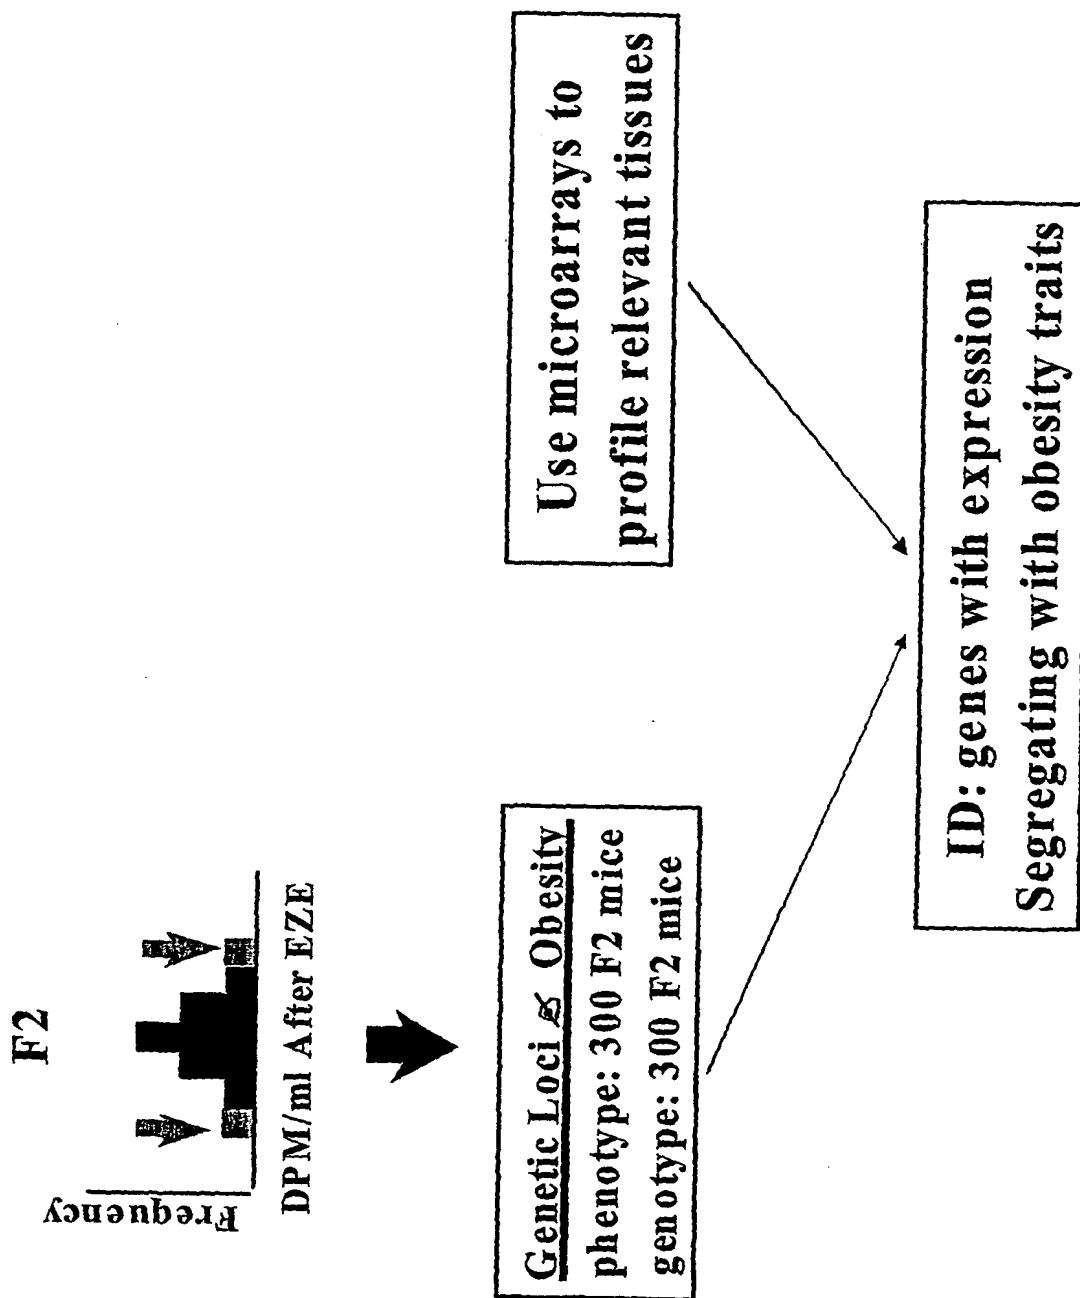 F2
Frequency
DPM/ml After EZE
Genetic Loci Obesity
phenotype: 300 F2 mice
genotype: 300 F2 mice
Use microarrays to
profile relevant tissues
ID: genes with expression
Segregating with obesity traits